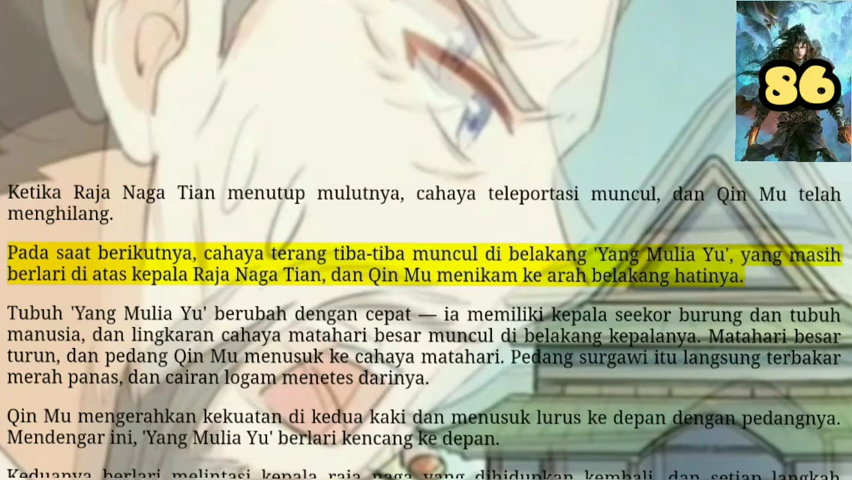 86
Ketika Raja Naga Tian menutup mulutnya, cahaya teleportasi muncul, dan Qin Mu telah
menghilang.
Pada saat berikutnya, cahaya terang tiba-tiba muncul di belakang 'Yang Mulia Yu', yang masih
berlari di atas kepala Raja Naga Tian, dan Qin Mu menikam ke arah belakang hatinya.
Tubuh 'Yang Mulia Yu' berubah dengan cepat — ia memiliki kepala seekor burung dan tubuh
manusia, dan lingkaran cahaya matahari besar muncul di belakang kepalanya. Matahari besar
turun, dan pedang Qin Mu menusuk ke cahaya matahari. Pedang surgawi itu langsung terbakar
merah panas, dan cairan logam menetes darinya.
Qin Mu mengerahkan kekuatan di kedua kaki dan menusuk lurus ke depan dengan pedangnya.
Mendengar ini, 'Yang Mulia Yu' berlari kencang ke depan.
Keduanya berlari melintasi kepala raja naga yang dihidupkan kembali, dan setiap langkah